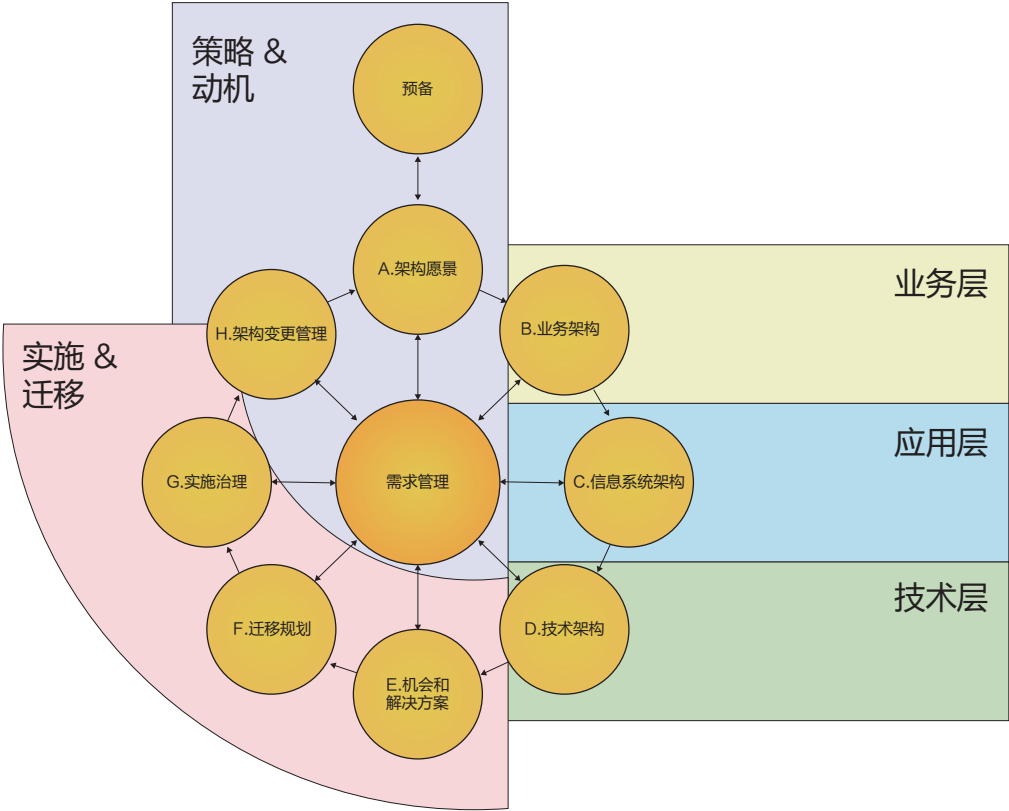 策略 &
动机
预备
A.架构愿景
业务层
B.业务架构
H.架构变更管理
实施 &
迁移
应用层
G.实施治理
需求管理
C.信息系统架构
技术层
F.迁移规划
D.技术架构
E.机会和
解决方案